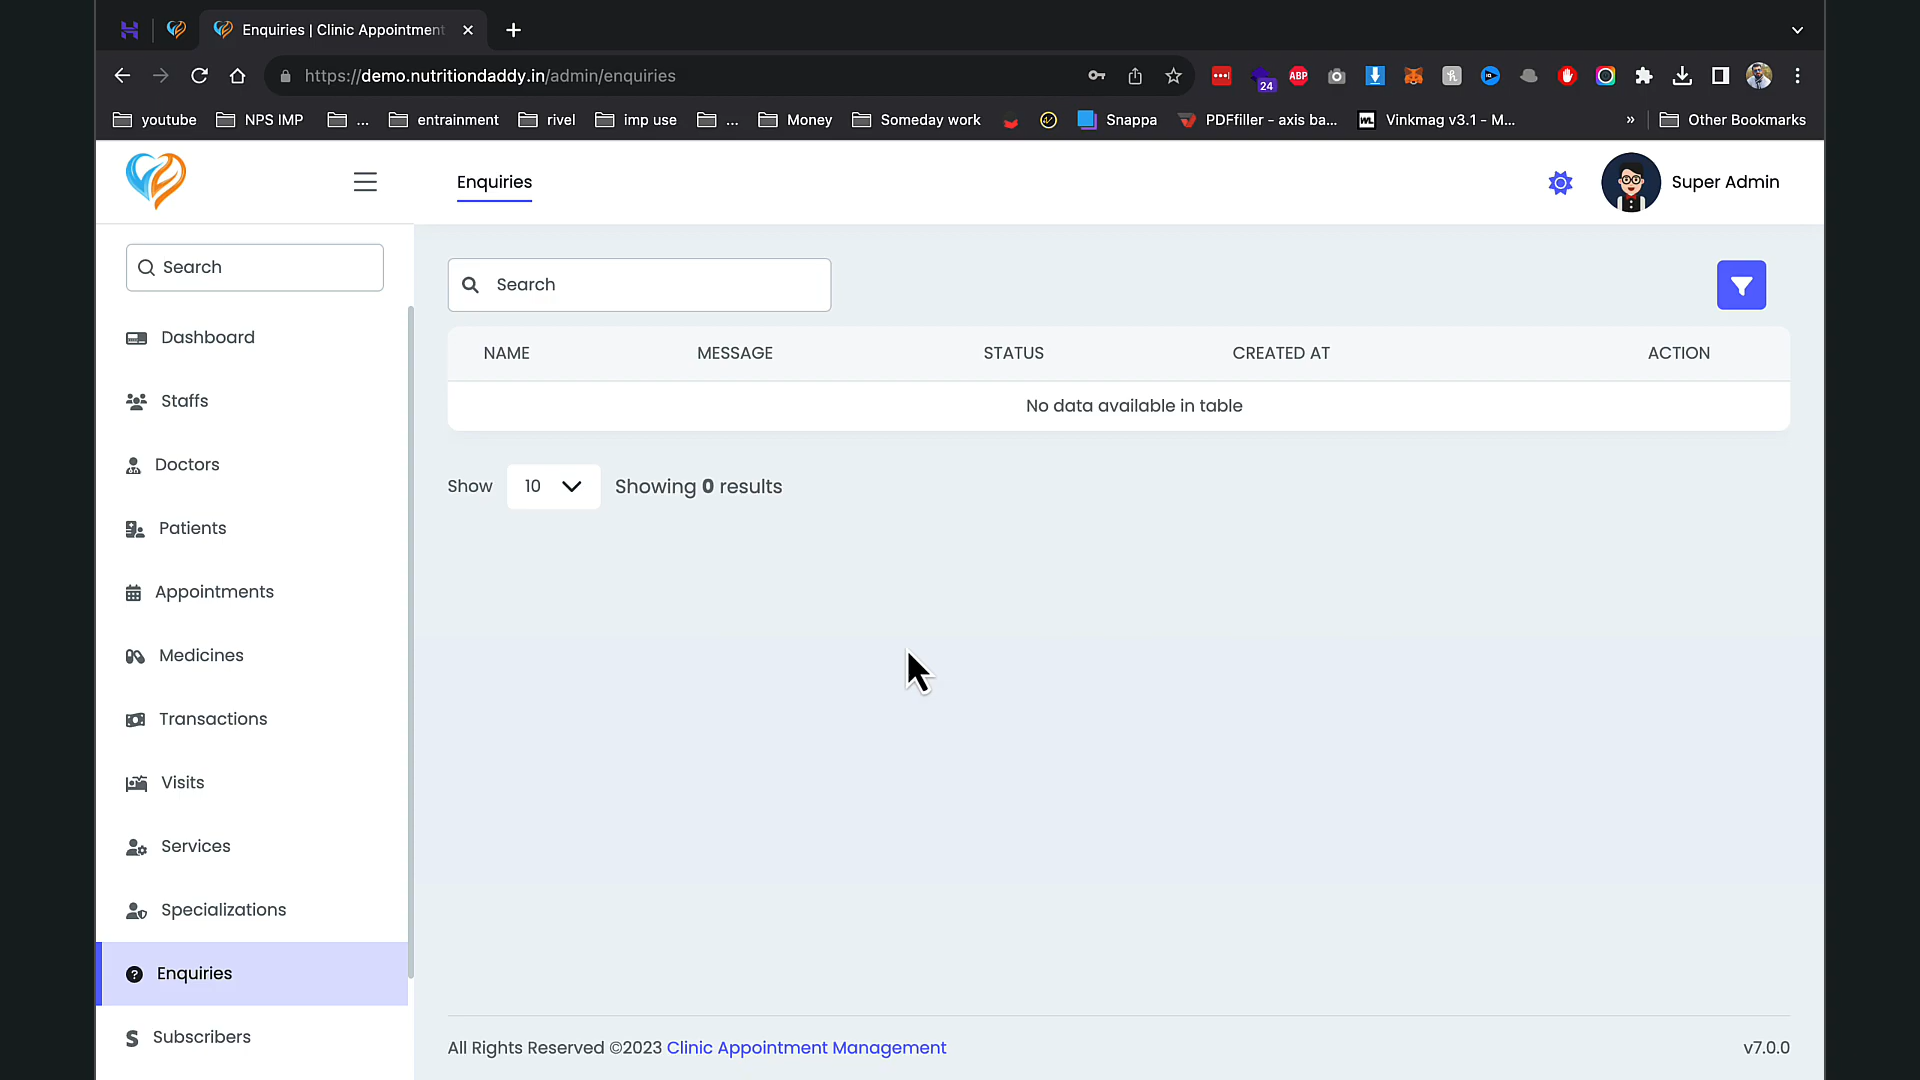 Enquiries | Clinic Appointment
https://demo.nutritiondaddy.in/admin/enquiries
ABP
24
youtube
NPS IMP
...
entrainment
rivel
imp use
...
Money
Someday work
Snappa
PDFfiller - axis ba...
Vinkmag v3.1 - M...
»
Other Bookmarks
Enquiries
Super Admin
Search
Dashboard
Staffs
Doctors
Patients
Appointments
Medicines
Transactions
Visits
Services
Specializations
Enquiries
Subscribers
Search
NAME MESSAGE STATUS CREATED AT ACTION
No data available in table
Show 10 Showing 0 results
All Rights Reserved ©2023 Clinic Appointment Management
v7.0.0